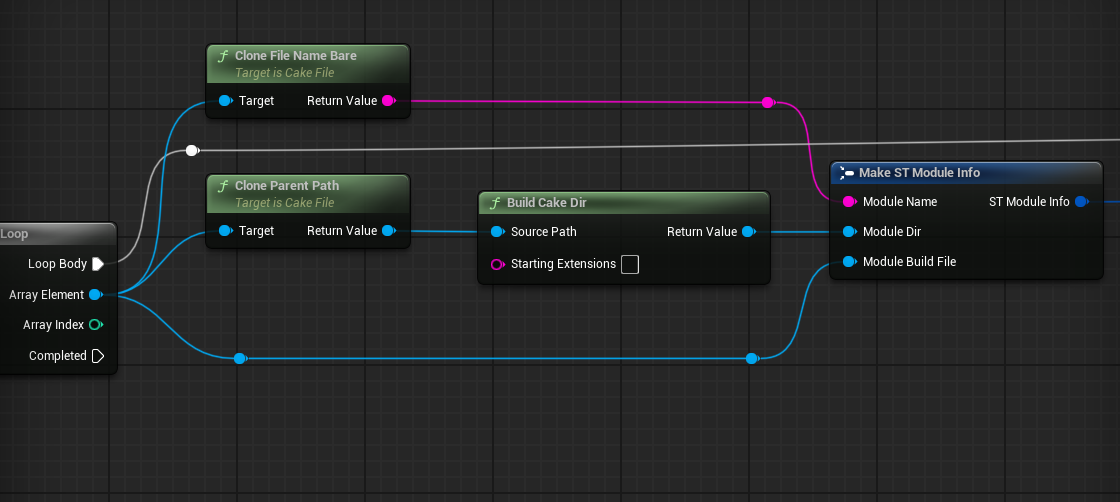 Clone File Name Bare
Target is Cake File
Target
Return Value
Clone Parent Path
Target is Cake File
Target
Return Value
Loop
Loop Body
Array Element
Array Index
Completed
Build Cake Dir
Source Path
Return Value
Starting Extensions
Make ST Module Info
Module Name
ST Module Info
Module Dir
Module Build File